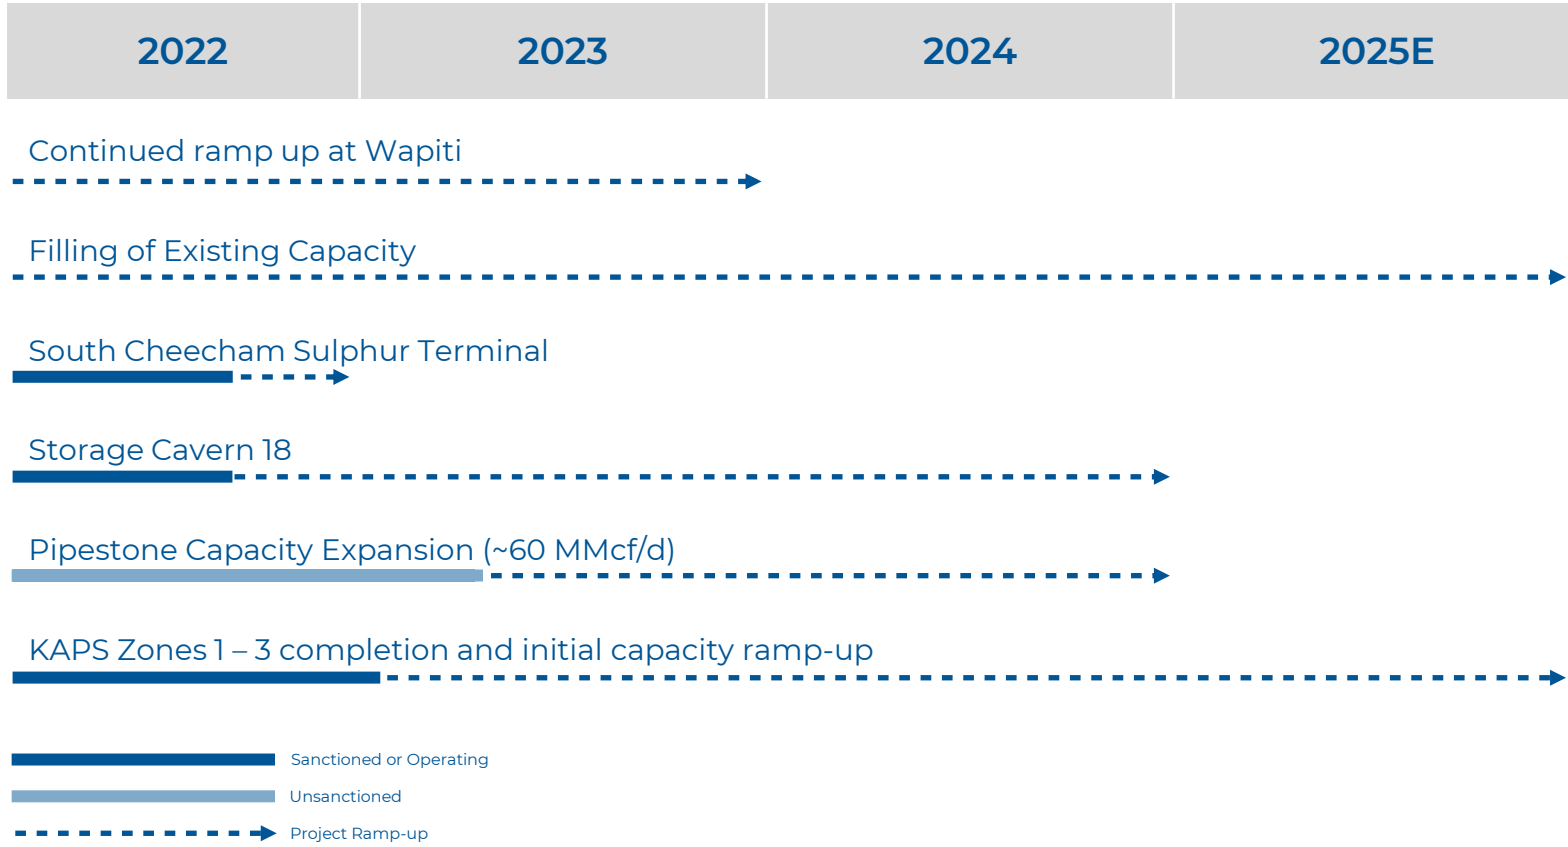 2022 2023 2024 2025E
Continued ramp up at Wapiti
Filling of Existing Capacity
South Cheecham Sulphur Terminal
Storage Cavern 18
Pipestone Capacity Expansion (~60 MMcf/d)
KAPS Zones 1 – 3 completion and initial capacity ramp-up
Sanctioned or Operating
Unsanctioned
Project Ramp-up